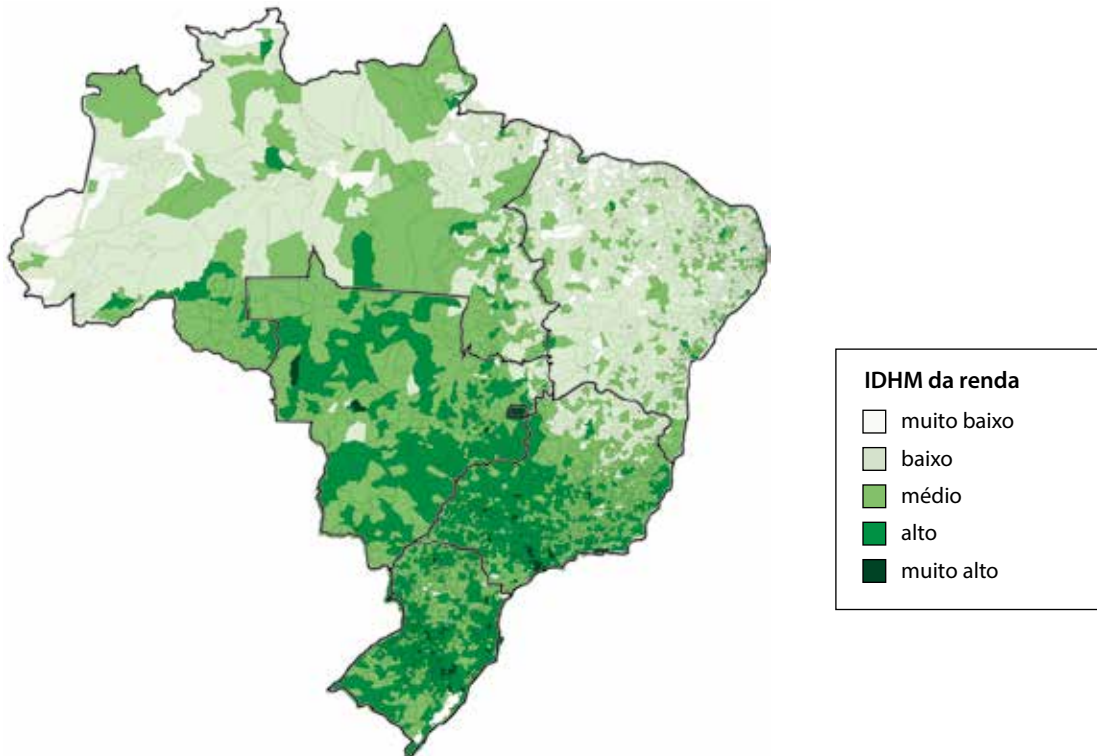 IDHM da renda
muito baixo
baixo
médio
alto
muito alto